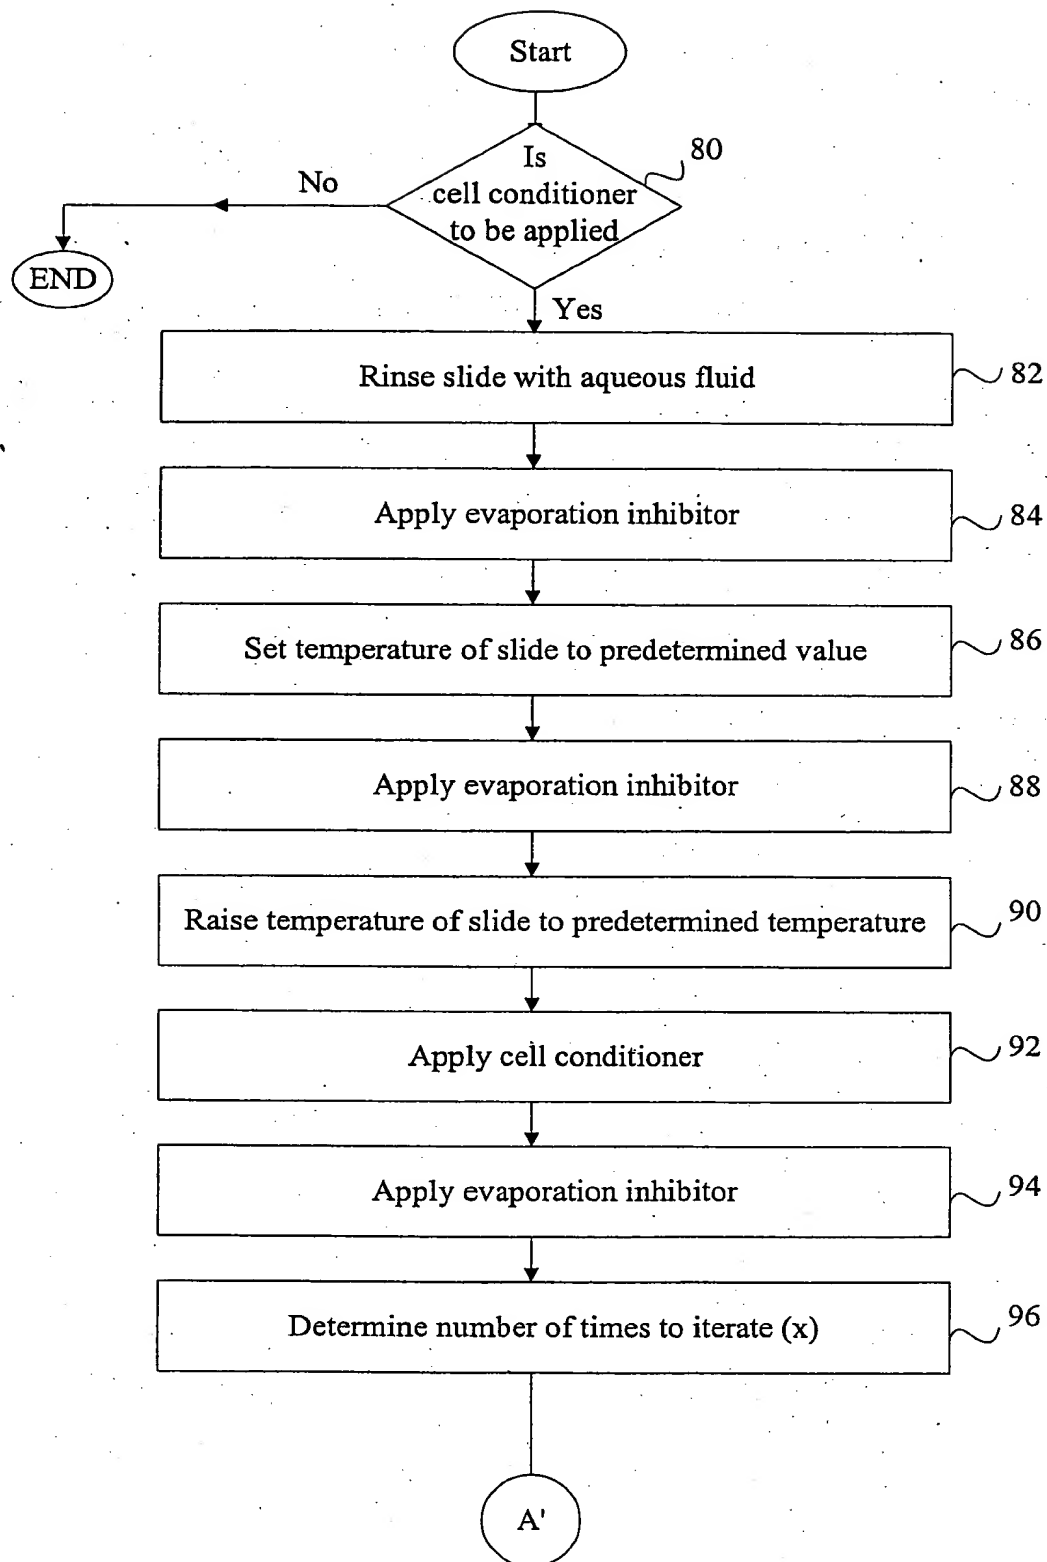 Start
Is
cell conditioner
to be applied
80
No
END
Yes
Rinse slide with aqueous fluid
82
Apply evaporation inhibitor
84
Set temperature of slide to predetermined value
86
Apply evaporation inhibitor
88
Raise temperature of slide to predetermined temperature
90
Apply cell conditioner
92
Apply evaporation inhibitor
94
Determine number of times to iterate (x)
96
A'